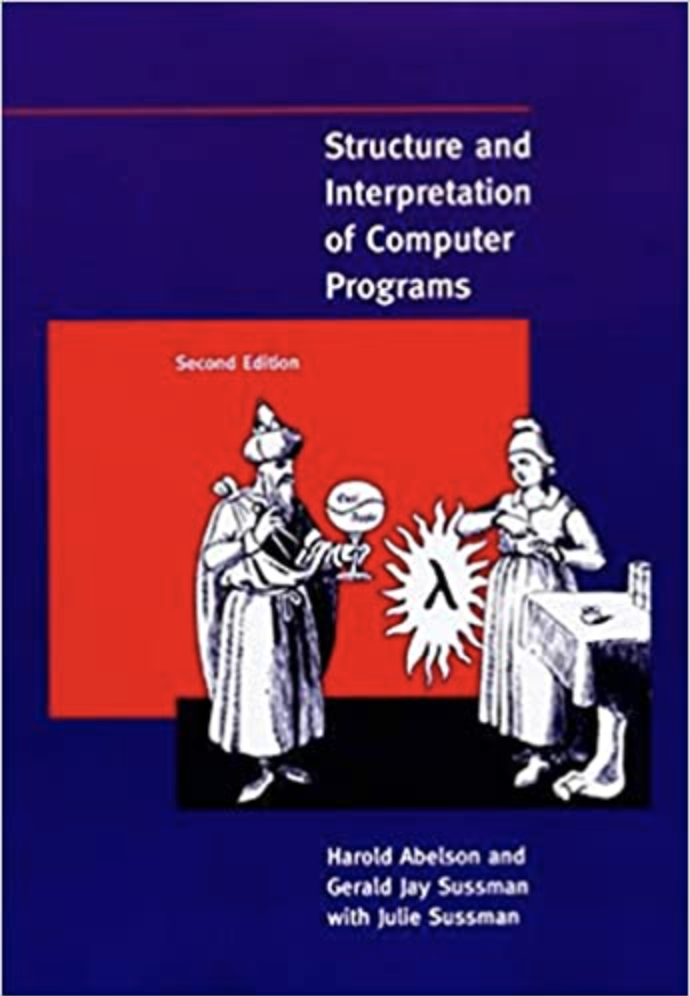 Structure and
Interpretation
of Computer
Programs
Second Edition
λ
Harold Abelson and
Gerald Jay Sussman
with Julie Sussman